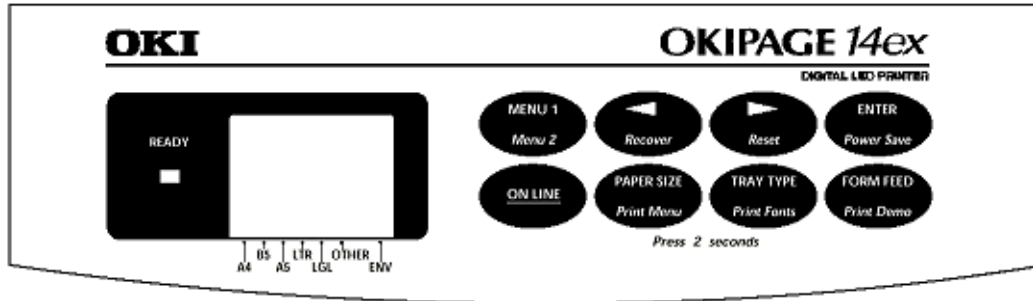 OKI
OKIPAGE 14ex
DIGITAL LED PRINTER
READY
A4 B5 A5 LTR LGL OTHER ENV
MENU 1
Menu 2
Recover
Reset
ENTER
Power Save
ON LINE
PAPER SIZE
Print Menu
TRAY TYPE
Print Fonts
FORM FEED
Print Demo
Press 2 seconds